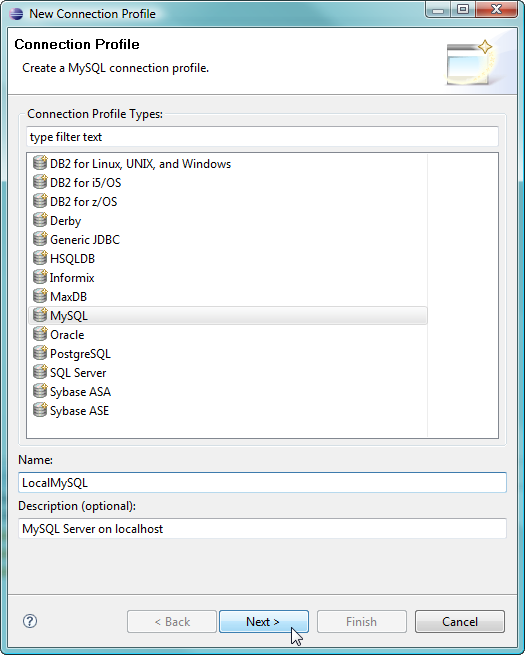 New Connection Profile
Connection Profile
Create a MySQL connection profile.
Connection Profile Types:
type filter text
DB2 for Linux, UNIX, and Windows
DB2 for i5/OS
DB2 for z/OS
Derby
Generic JDBC
HSQLDB
Informix
MaxDB
MySQL
Oracle
PostgreSQL
SQL Server
Sybase ASA
Sybase ASE
Name:
LocalMySQL
Description (optional):
MySQL Server on localhost
? < Back Next > Finish Cancel